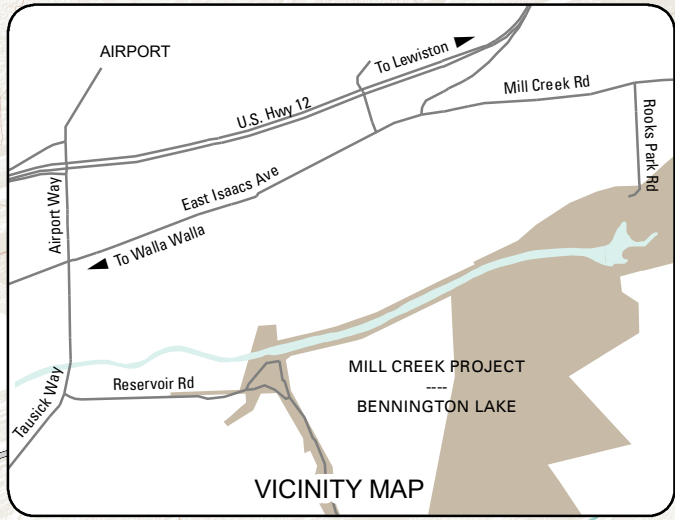 AIRPORT
To Lewiston
Mill Creek Rd
U.S. Hwy 12
Rooks Park Rd
East Isaacs Ave
Airport Way
To Walla Walla
MILL CREEK PROJECT
----
BENNINGTON LAKE
Reservoir Rd
Tausick Way
VICINITY MAP